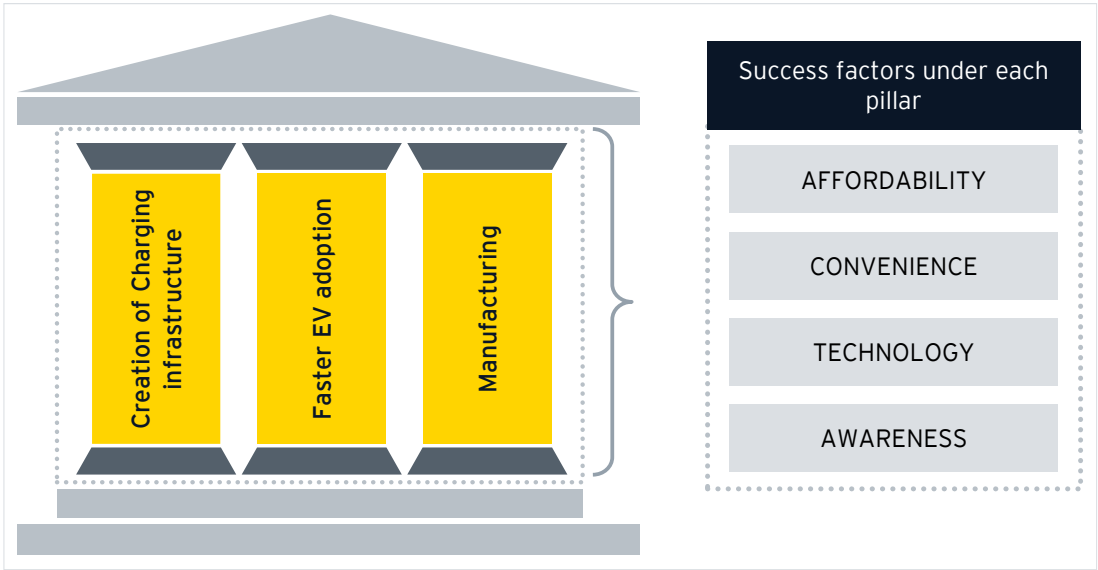 Creation of Charging
infrastructure
Faster EV adoption
Manufacturing
Success factors under each
pillar
AFFORDABILITY
CONVENIENCE
TECHNOLOGY
AWARENESS